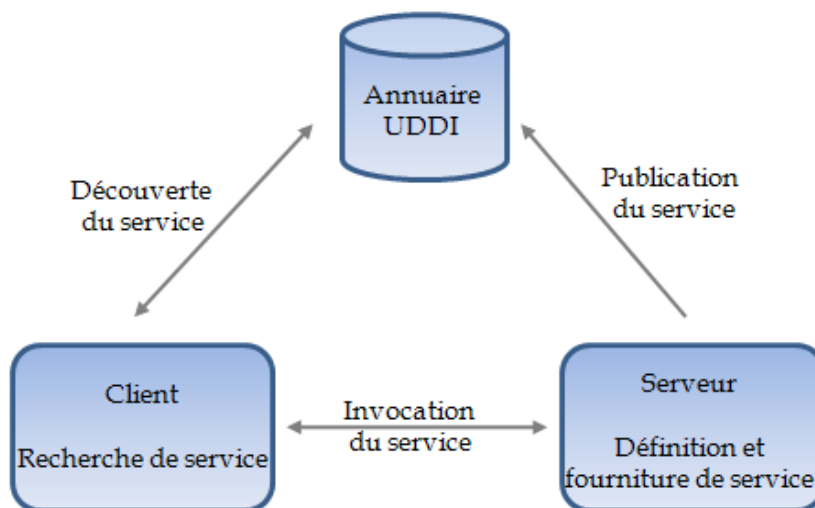 Annuaire
UDDI
Découverte
du service
Publication
du service
Client
Recherche de service
Invocation
du service
Serveur
Définition et
fourniture de service